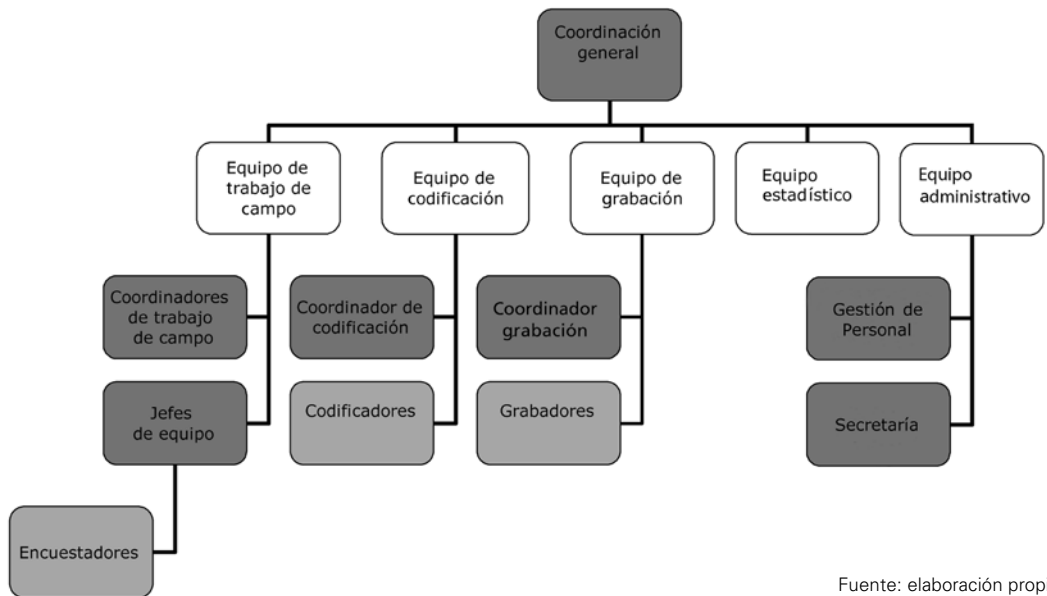 Coordinación
general
Equipo de
trabajo de
campo
Equipo de
codificación
Equipo de
grabación
Equipo
estadístico
Equipo
administrativo
Coordinadores
de trabajo
de campo
Coordinador de
codificación
Coordinador
grabación
Gestión de
Personal
Jefes
de equipo
Codificadores
Grabadores
Secretaría
Encuestadores
Fuente: elaboración prop